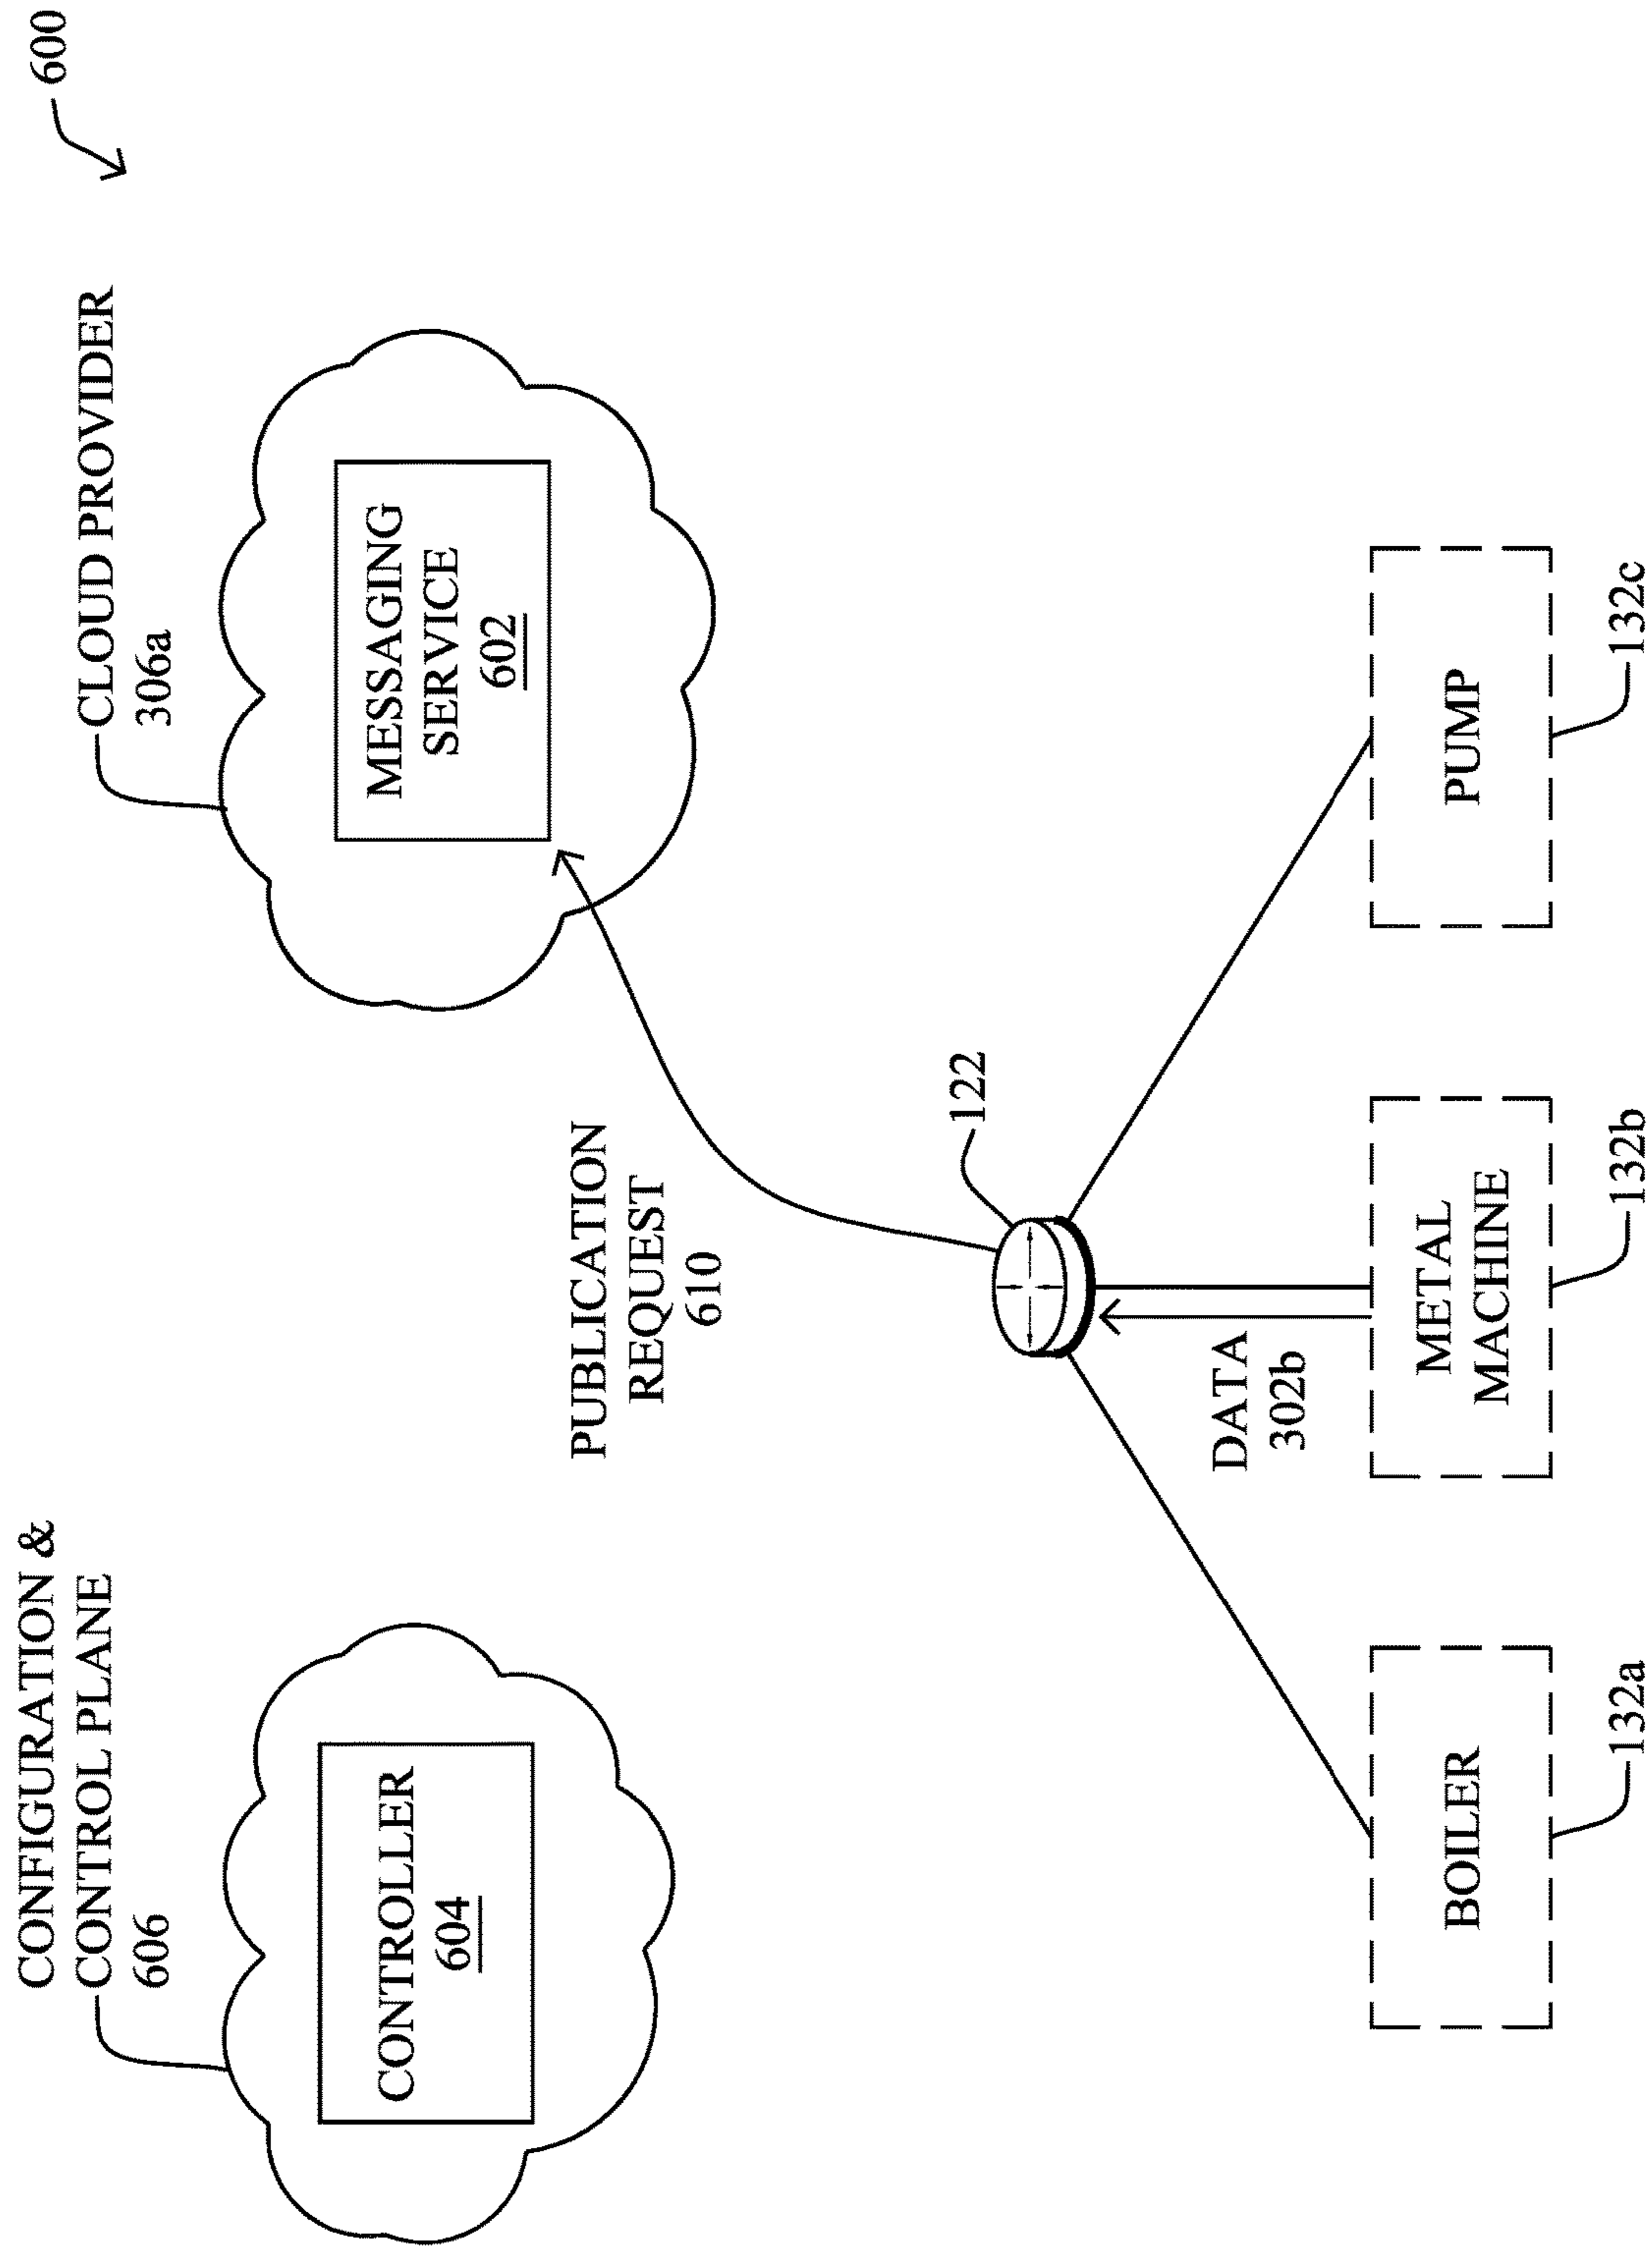 600
CONFIGURATION &
CONTROL PLANE
606
CLOUD PROVIDER
306a
CONTROLLER
604
MESSAGING
SERVICE
602
PUBLICATION
REQUEST
610
122
DATA
302b
BOILER
METAL
MACHINE
PUMP
132a
132b
132c